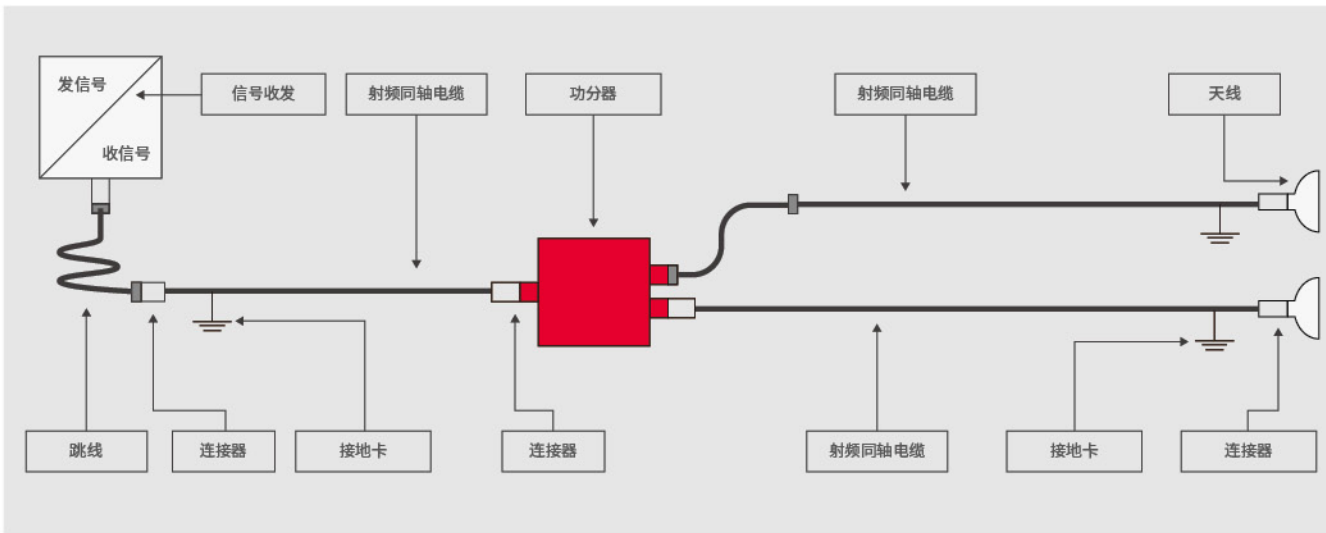 发信号
收信号
信号收发
射频同轴电缆
功分器
射频同轴电缆
天线
跳线
连接器
接地卡
连接器
射频同轴电缆
接地卡
连接器